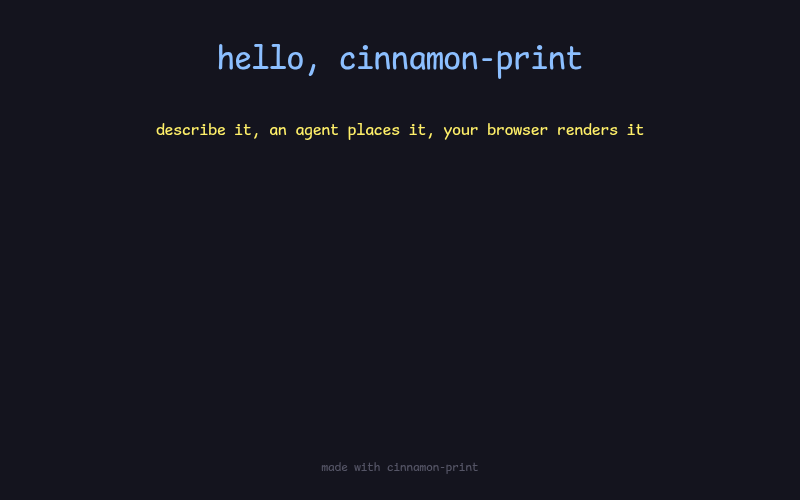 hello, cinnamon-print
describe it, an agent places it, your browser renders it
made with cinnamon-print